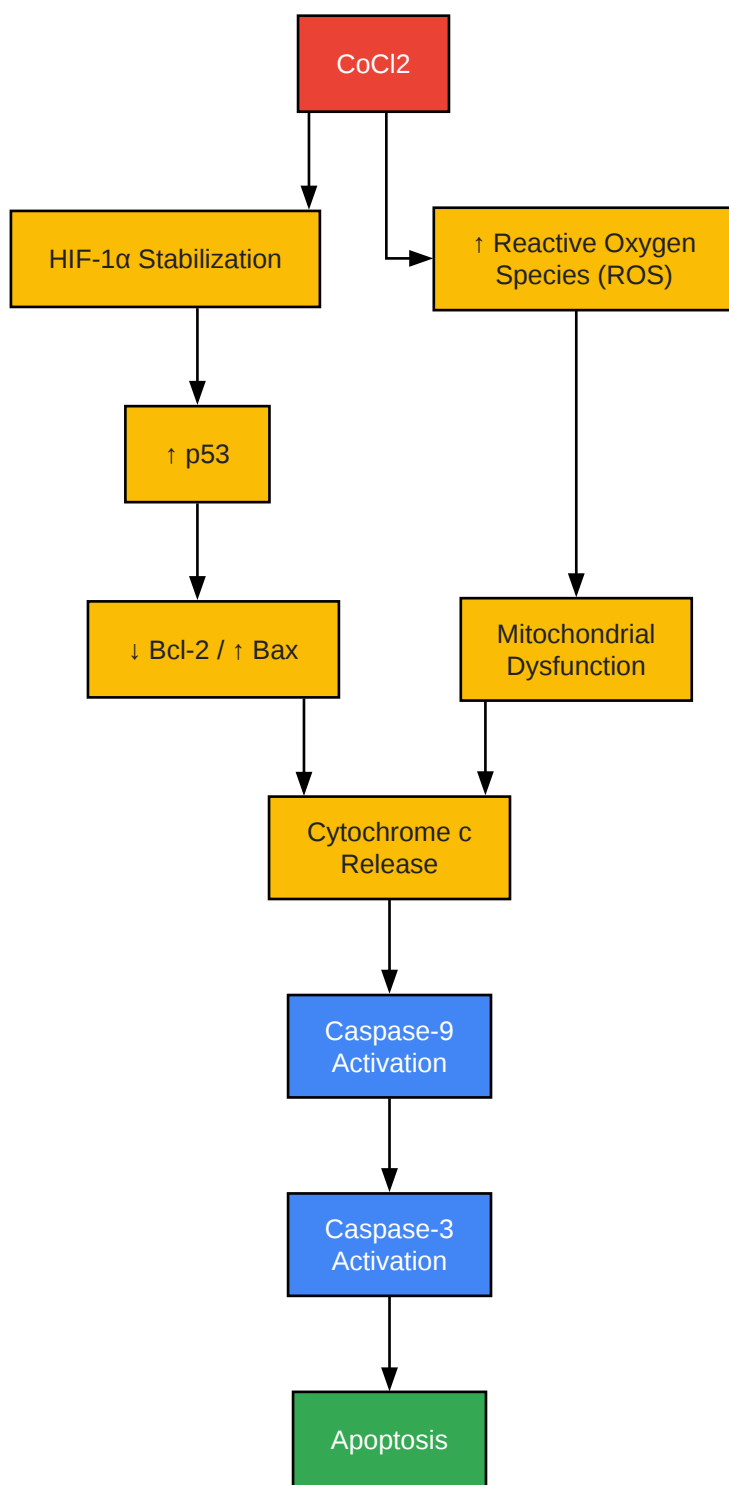 CoCl2
HIF-1α Stabilization
↑ Reactive Oxygen
Species (ROS)
↑ p53
↓ Bcl-2 / ↑ Bax
Mitochondrial
Dysfunction
Cytochrome c
Release
Caspase-9
Activation
Caspase-3
Activation
Apoptosis